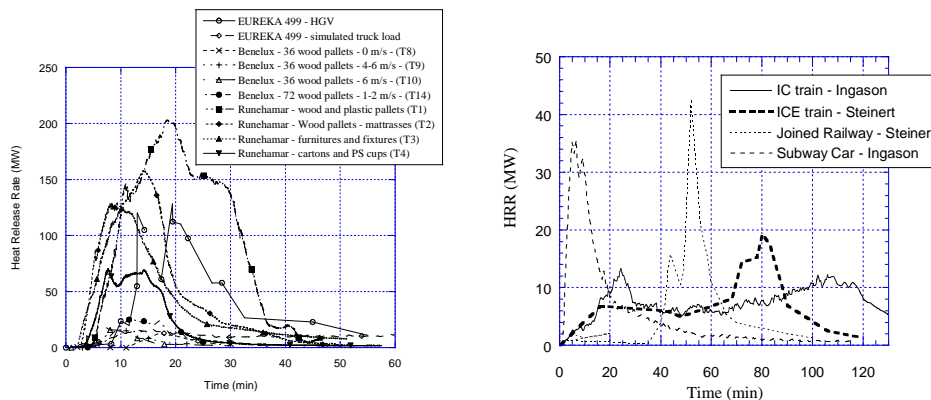 EUREKA 499 - HGV
EUREKA 499 - simulated truck load
Benelux - 36 wood pallets - 0 m/s - (T8)
Benelux - 36 wood pallets - 4-6 m/s - (T9)
Benelux - 36 wood pallets - 6 m/s - (T10)
Benelux - 72 wood pallets - 1-2 m/s - (T14)
Runehamar - wood and plastic pallets (T1)
Runehamar - Wood pallets - mattrasses (T2)
Runehamar - furnitures and fixtures (T3)
Runehamar - cartons and PS cups (T4)
250
200
150
100
50
0
Heat Release Rate (MW)
0 10 20 30 40 50 60
Time (min)
IC train - Ingason
ICE train - Steinert
Joined Railway - Steiner
Subway Car - Ingason
50
40
30
20
10
0
HRR (MW)
0 20 40 60 80 100 120
Time (min)